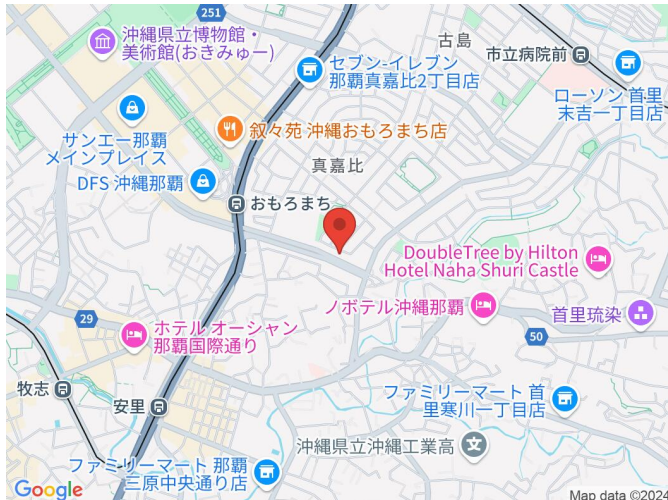 251
沖縄県立博物館・
美術館(おきみゅー)
古島
市立病院前
セブン-イレブン
那覇真嘉比2丁目店
ローソン 首里
末吉一丁目店
サンエー那覇
メインプレイス
叙々苑 沖縄おもろまち店
真嘉比
DFS 沖縄那覇
おもろまち
DoubleTree by Hilton
Hotel Naha Shuri Castle
ノボテル沖縄那覇
首里琉染
29
ホテル オーシャン
那覇国際通り
50
牧志
安里
ファミリーマート 首
里寒川一丁目店
沖縄県立沖縄工業高
ファミリーマート 那覇
三原中央通り店
Google
Map data ©2024